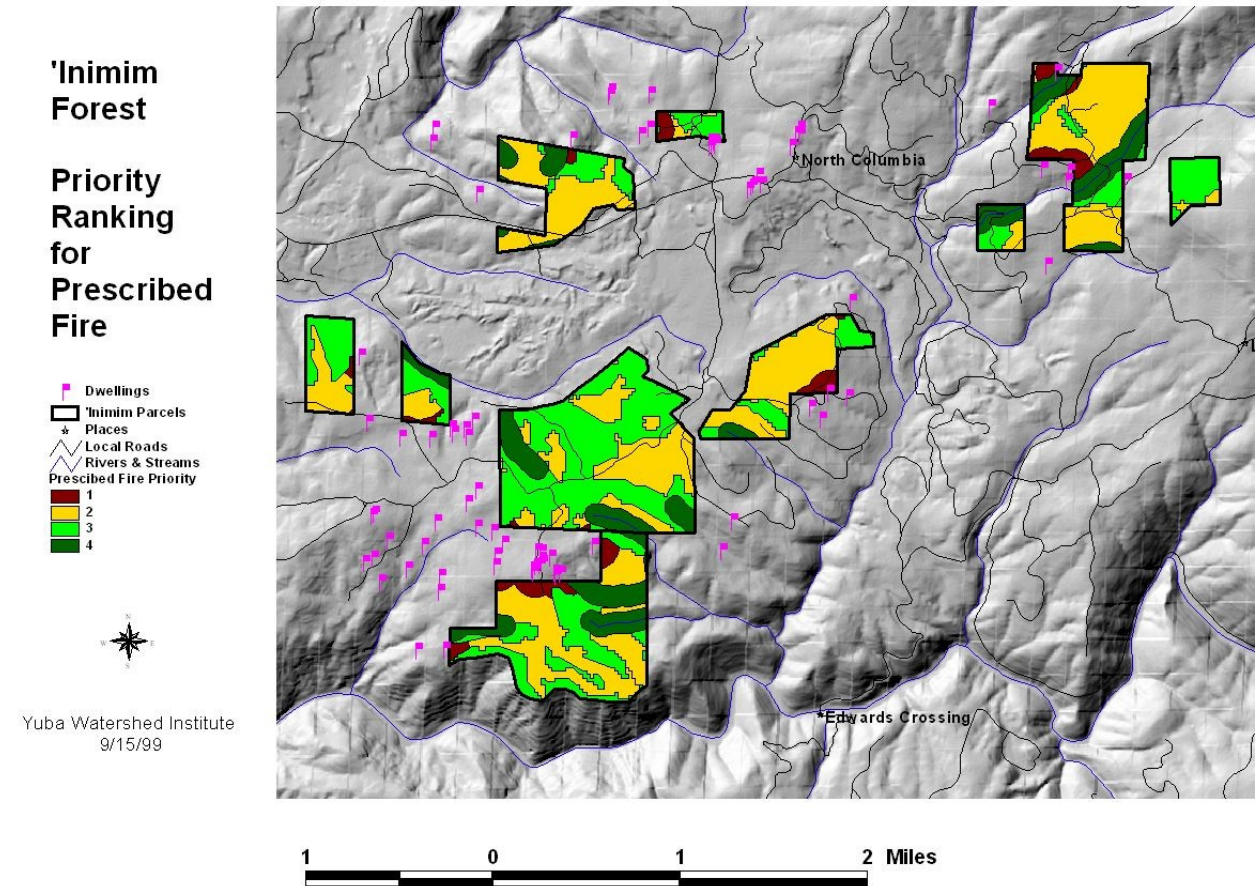 'Inimim
Forest
Priority
Ranking
for
Prescribed
Fire
Dwellings
'Inimim Parcels
Places
Local Roads
Rivers & Streams
Prescibed Fire Priority
1
2
3
4
N
W E
S
Yuba Watershed Institute
9/15/99
*North Columbia
*Edwards Crossing
1 0 1 2 Miles